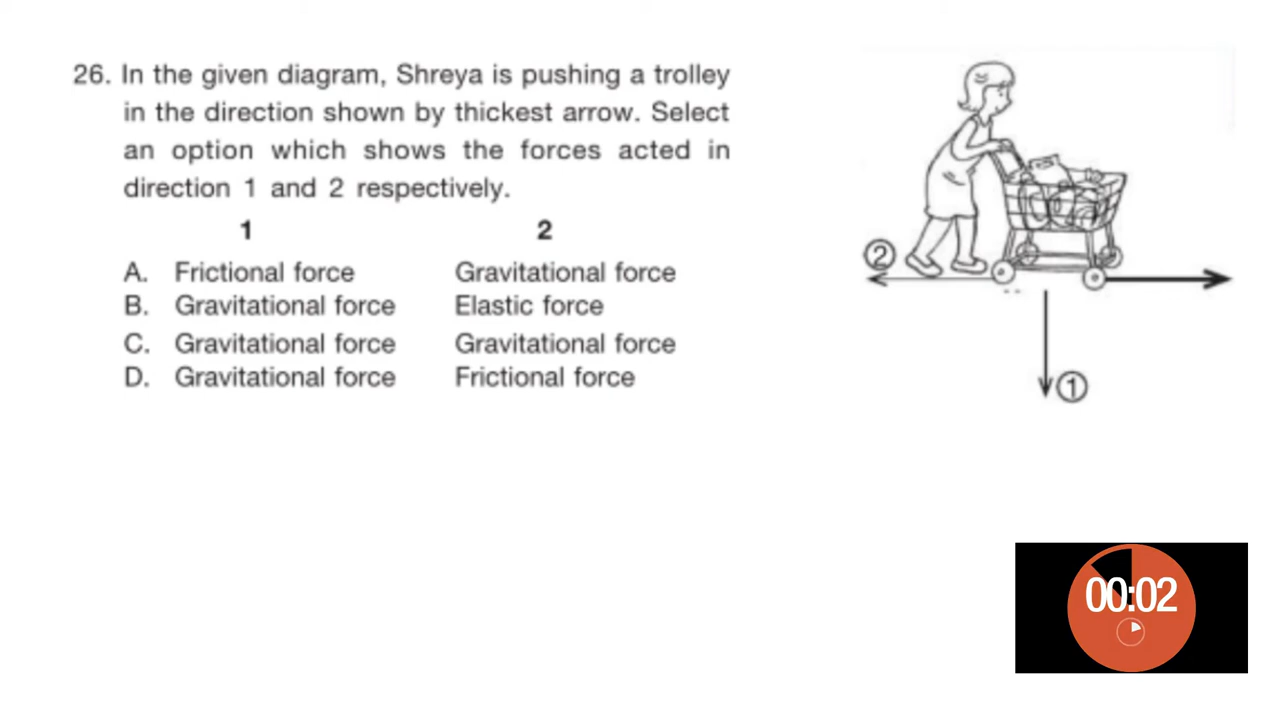 26. In the given diagram, Shreya is pushing a trolley
in the direction shown by thickest arrow. Select
an option which shows the forces acted in
direction 1 and 2 respectively.
1 2
A. Frictional force Gravitational force
B. Gravitational force Elastic force
C. Gravitational force Gravitational force
D. Gravitational force Frictional force
②
①
00:02